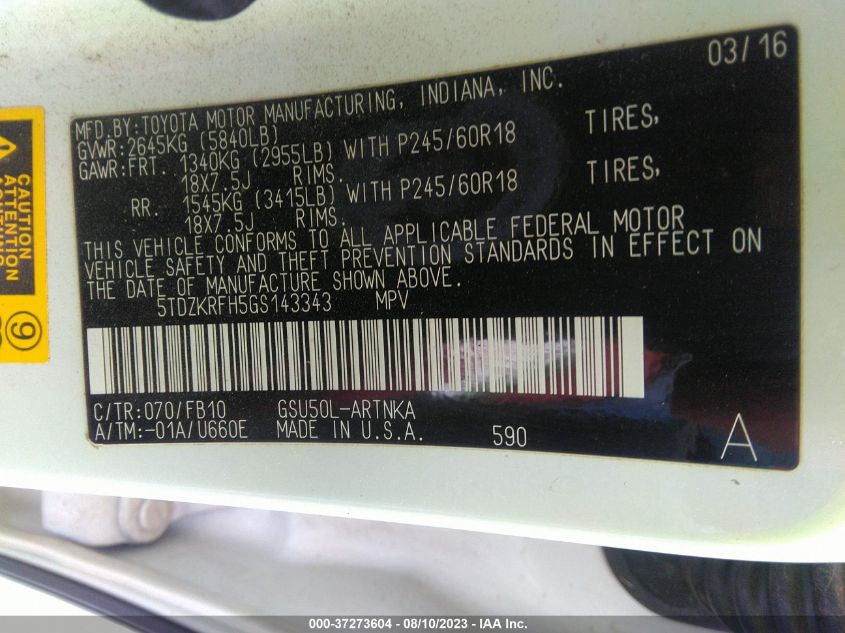 03/16
MFD.BY:TOYOTA MOTOR MANUFACTURING, INDIANA, INC.
GVWR:2645KG (5840LB)
GAWR:FRT. 1340KG (2955LB) WITH P245/60R18 TIRES,
18X7.5J RIMS.
RR. 1545KG (3415LB) WITH P245/60R18 TIRES,
18X7.5J RIMS.
THIS VEHICLE CONFORMS TO ALL APPLICABLE FEDERAL MOTOR
VEHICLE SAFETY AND THEFT PREVENTION STANDARDS IN EFFECT ON
THE DATE OF MANUFACTURE SHOWN ABOVE.
5TDZKRFH5GS143343 MPV
C/TR:070/FB10 GSU50L-ARTNKA
A/TM:-01A/U660E MADE IN U.S.A. 590 A
CAUTION
ATTENTION
9
000-37273604 - 08/10/2023 - IAA Inc.